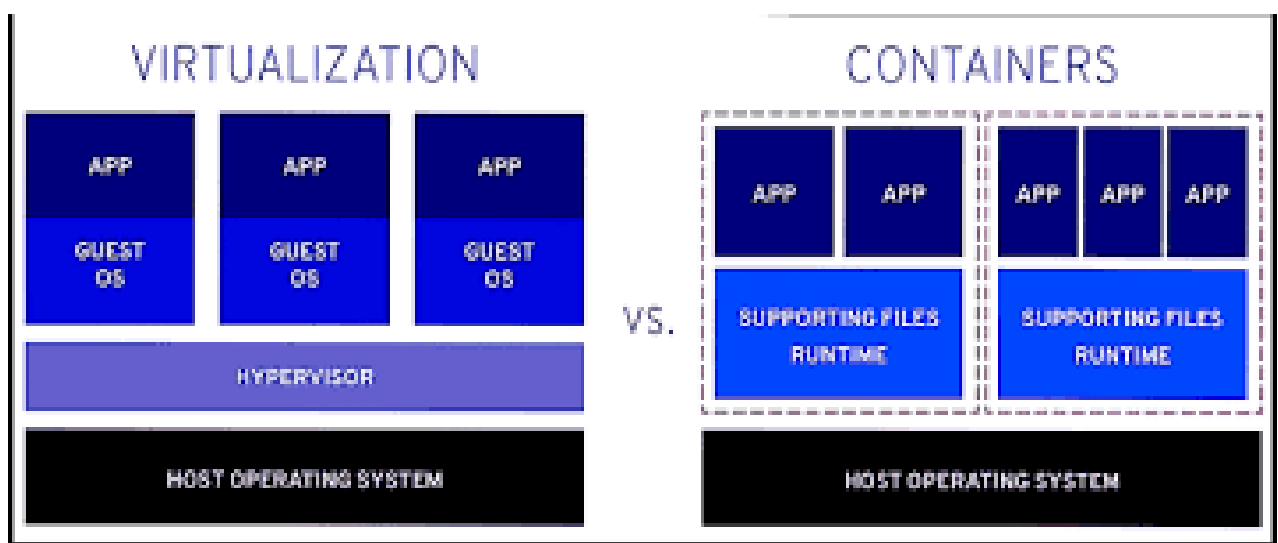 VIRTUALIZATION
APP
APP
APP
GUEST
OS
GUEST
OS
GUEST
OS
HYPERVISOR
HOST OPERATING SYSTEM
VS.
CONTAINERS
APP
APP
APP
APP
APP
SUPPORTING FILES
RUNTIME
SUPPORTING FILES
RUNTIME
HOST OPERATING SYSTEM